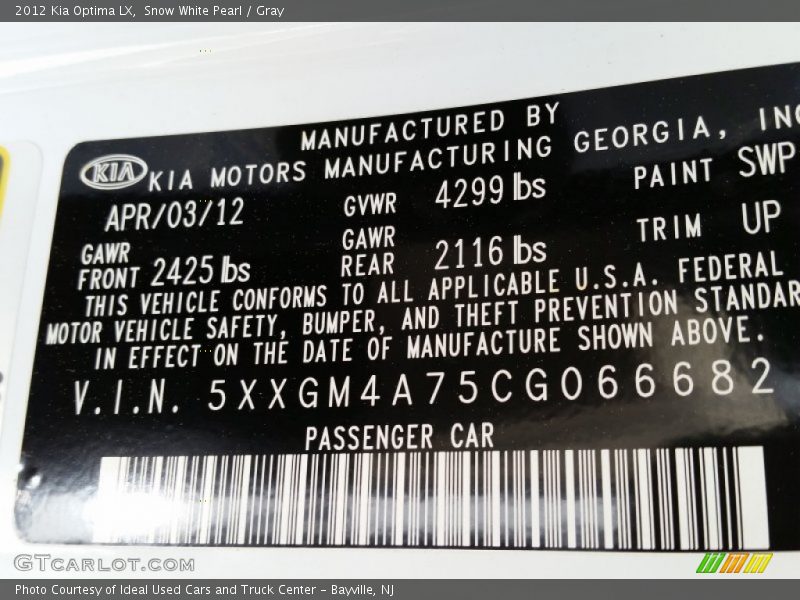 2012 Kia Optima LX, Snow White Pearl / Gray
MANUFACTURED BY
KIA KIA MOTORS MANUFACTURING GEORGIA, INC
APR/03/12 GVWR 4299 lbs PAINT SWP
GAWR FRONT 2425 lbs GAWR REAR 2116 lbs TRIM UP
THIS VEHICLE CONFORMS TO ALL APPLICABLE U.S.A. FEDERAL
MOTOR VEHICLE SAFETY, BUMPER, AND THEFT PREVENTION STANDAR
IN EFFECT ON THE DATE OF MANUFACTURE SHOWN ABOVE.
V.I.N. 5XXGM4A75CG066682
PASSENGER CAR
GTCARLOT.COM
Photo Courtesy of Ideal Used Cars and Truck Center - Bayville, NJ